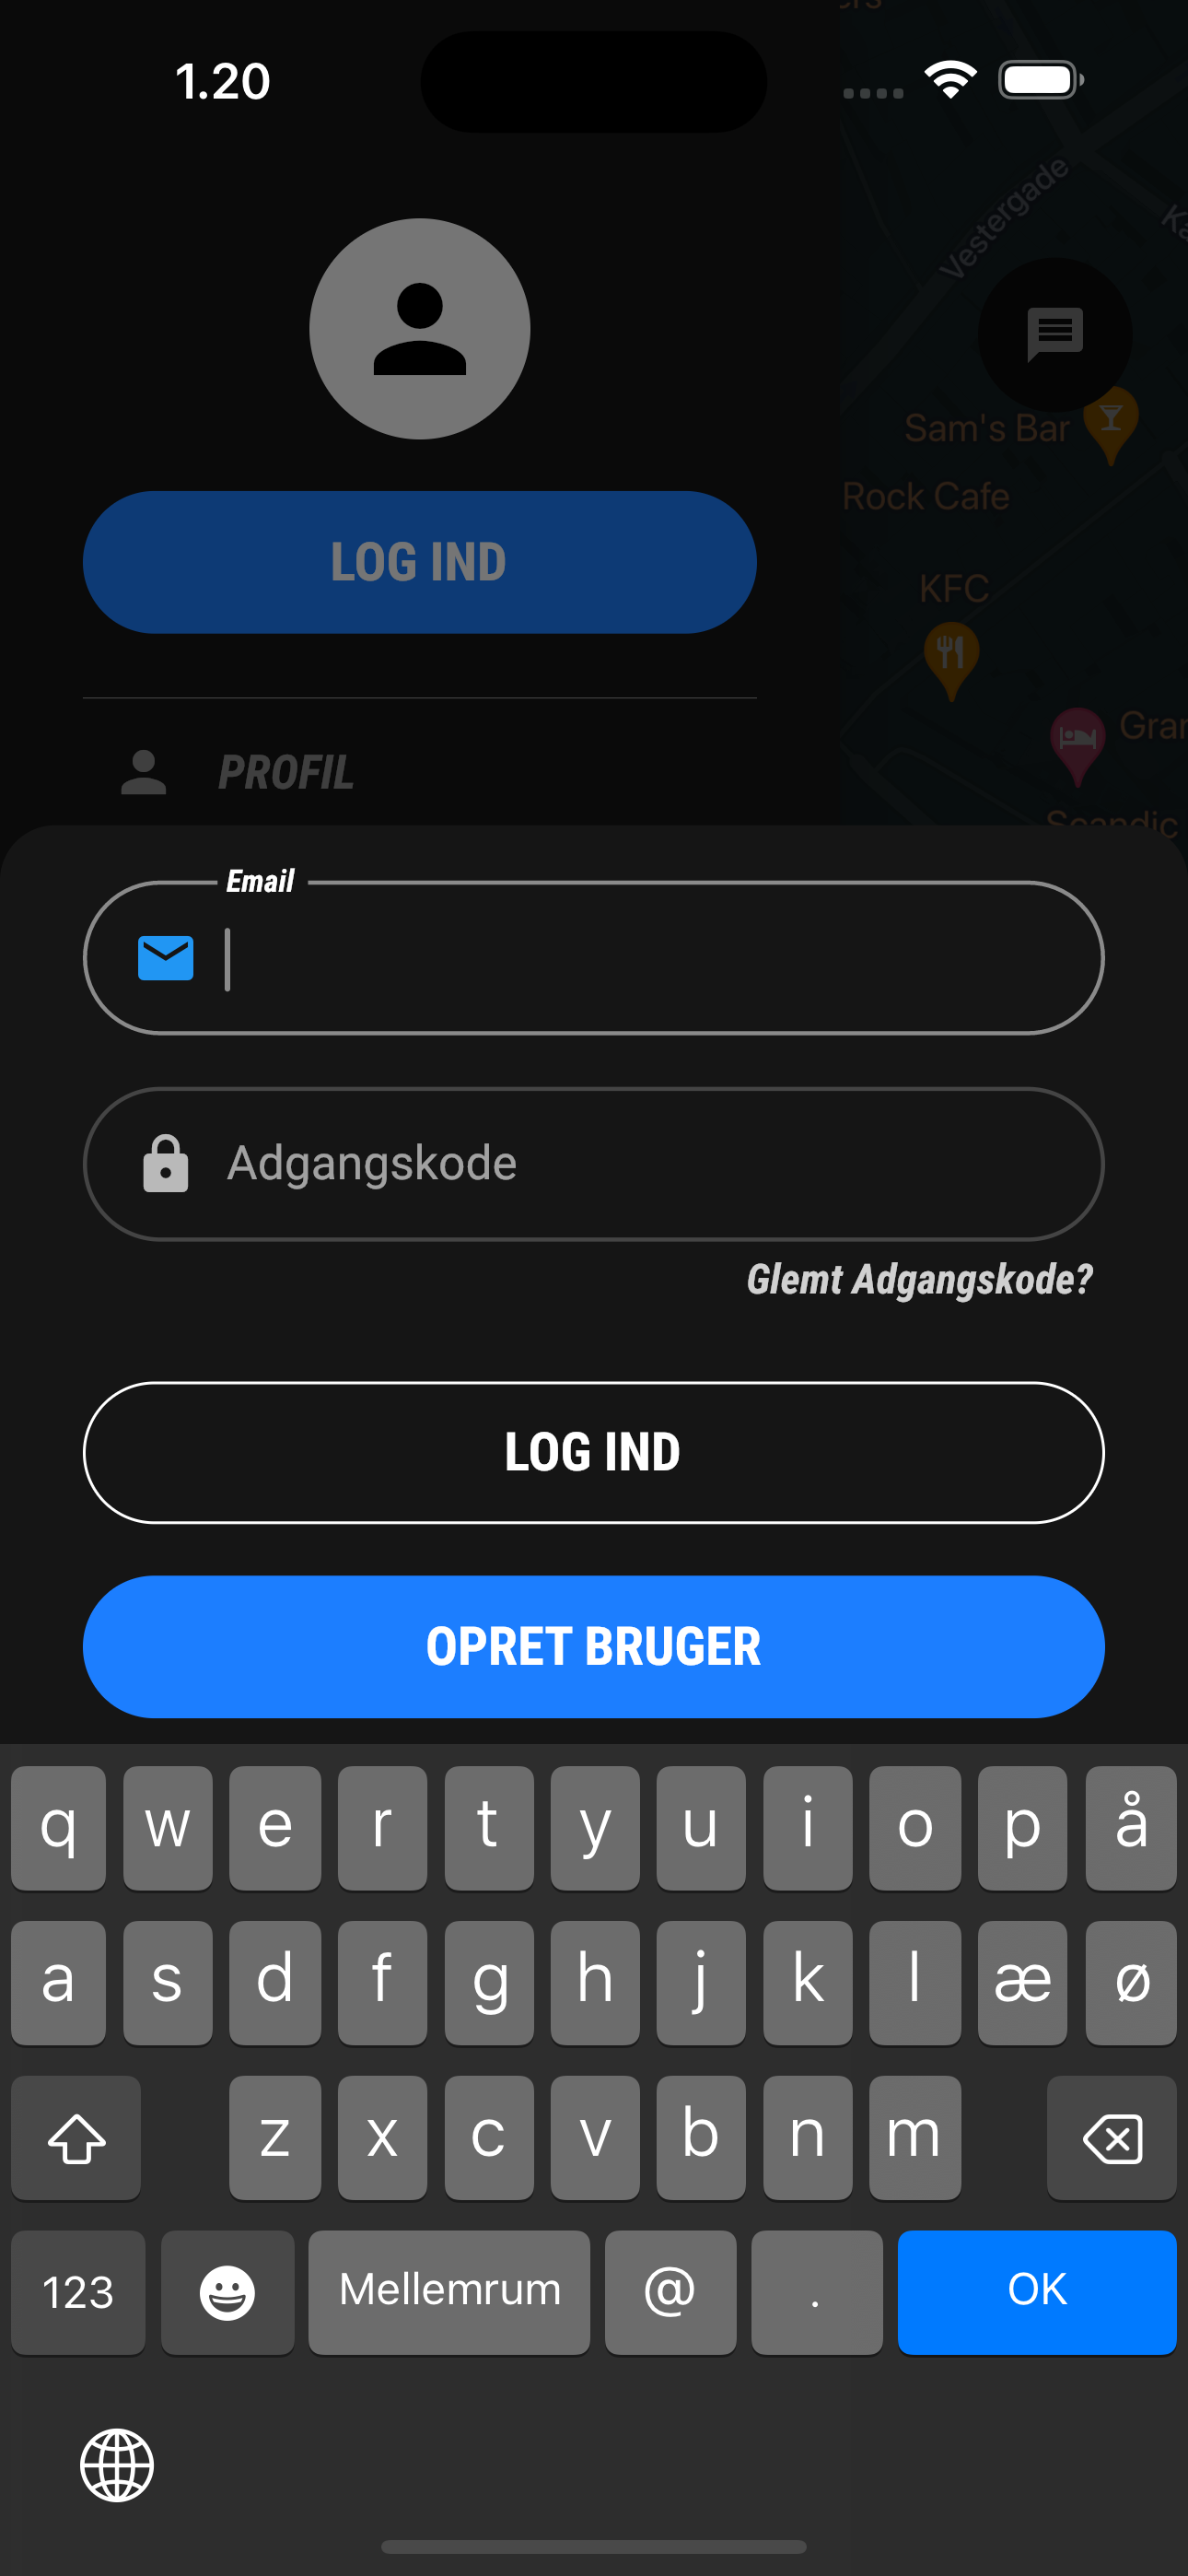 1.20
Vestergade
Sam's Bar
Rock Cafe
LOG IND
KFC
PROFIL
Scandic
Email
Adgangskode
Glemt Adgangskode?
LOG IND
OPRET BRUGER
q w e r t y u i o p å
a s d f g h j k l æ ø
z x c v b n m
123 Mellemrum @ . OK